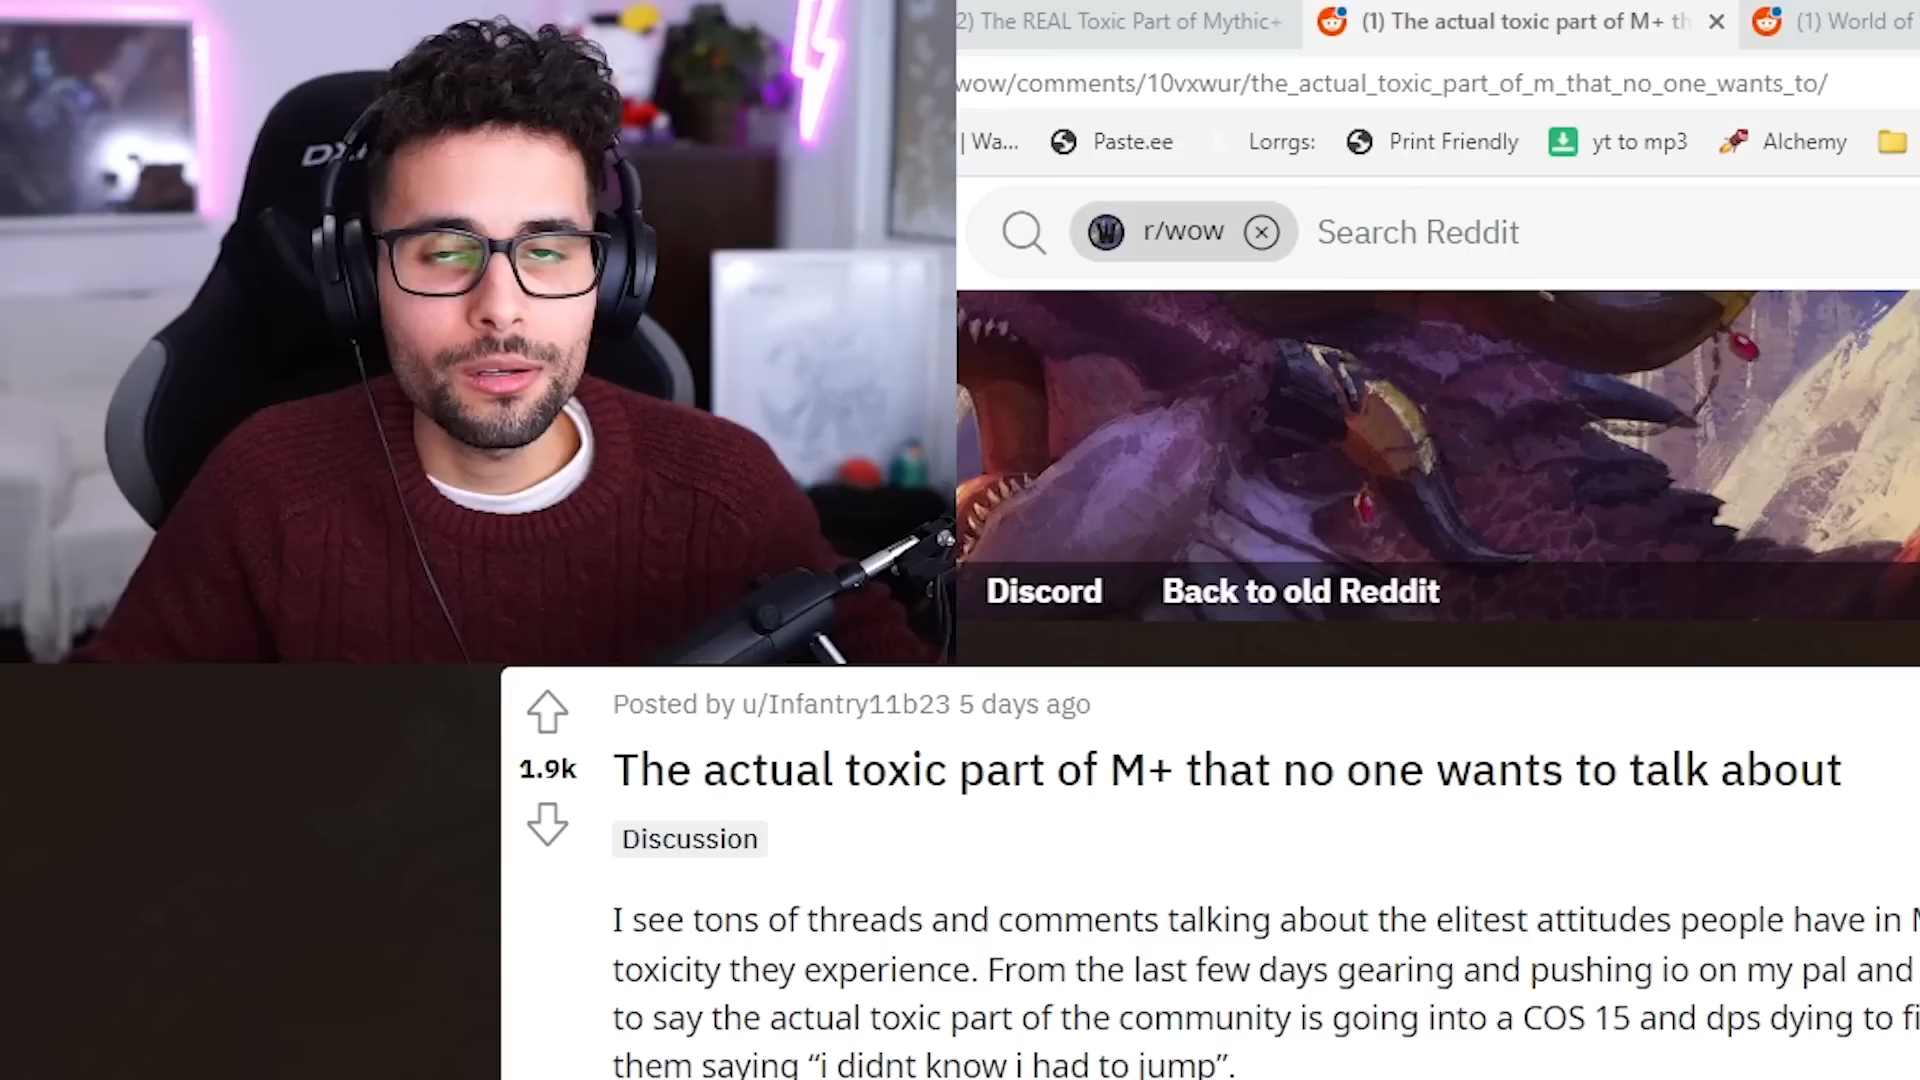 2) The REAL Toxic Part of Mythic+
(1) The actual toxic part of M+ th
(1) World of
wow/comments/10vxwur/the_actual_toxic_part_of_m_that_no_one_wants_to/
| Wa...
Paste.ee
Lorrgs:
Print Friendly
yt to mp3
Alchemy
r/wow
Search Reddit
Discord
Back to old Reddit
Posted by u/Infantry11b23 5 days ago
1.9k
The actual toxic part of M+ that no one wants to talk about
Discussion
I see tons of threads and comments talking about the elitest attitudes people have in
toxicity they experience. From the last few days gearing and pushing io on my pal and
to say the actual toxic part of the community is going into a COS 15 and dps dying to fi
them saying “i didnt know i had to jump”.